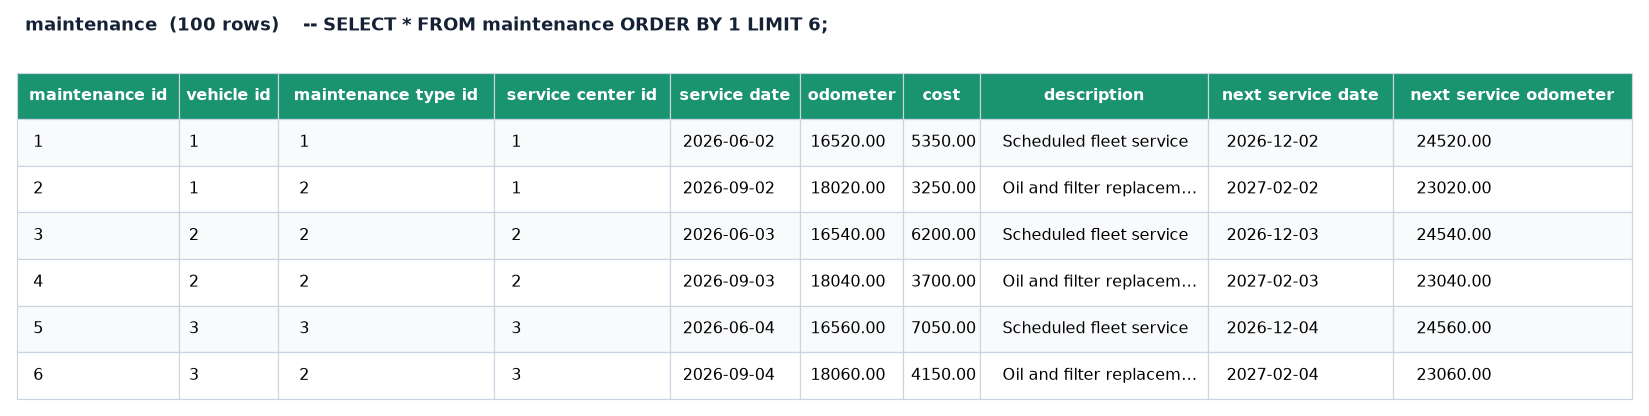 maintenance (100 rows) -- SELECT * FROM maintenance ORDER BY 1 LIMIT 6;
maintenance id vehicle id maintenance type id service center id service date odometer cost description next service date next service odometer
1 1 1 1 2026-06-02 16520.00 5350.00 Scheduled fleet service 2026-12-02 24520.00
2 1 2 1 2026-09-02 18020.00 3250.00 Oil and filter replacem... 2027-02-02 23020.00
3 2 2 2 2026-06-03 16540.00 6200.00 Scheduled fleet service 2026-12-03 24540.00
4 2 2 2 2026-09-03 18040.00 3700.00 Oil and filter replacem... 2027-02-03 23040.00
5 3 3 3 2026-06-04 16560.00 7050.00 Scheduled fleet service 2026-12-04 24560.00
6 3 2 3 2026-09-04 18060.00 4150.00 Oil and filter replacem... 2027-02-04 23060.00